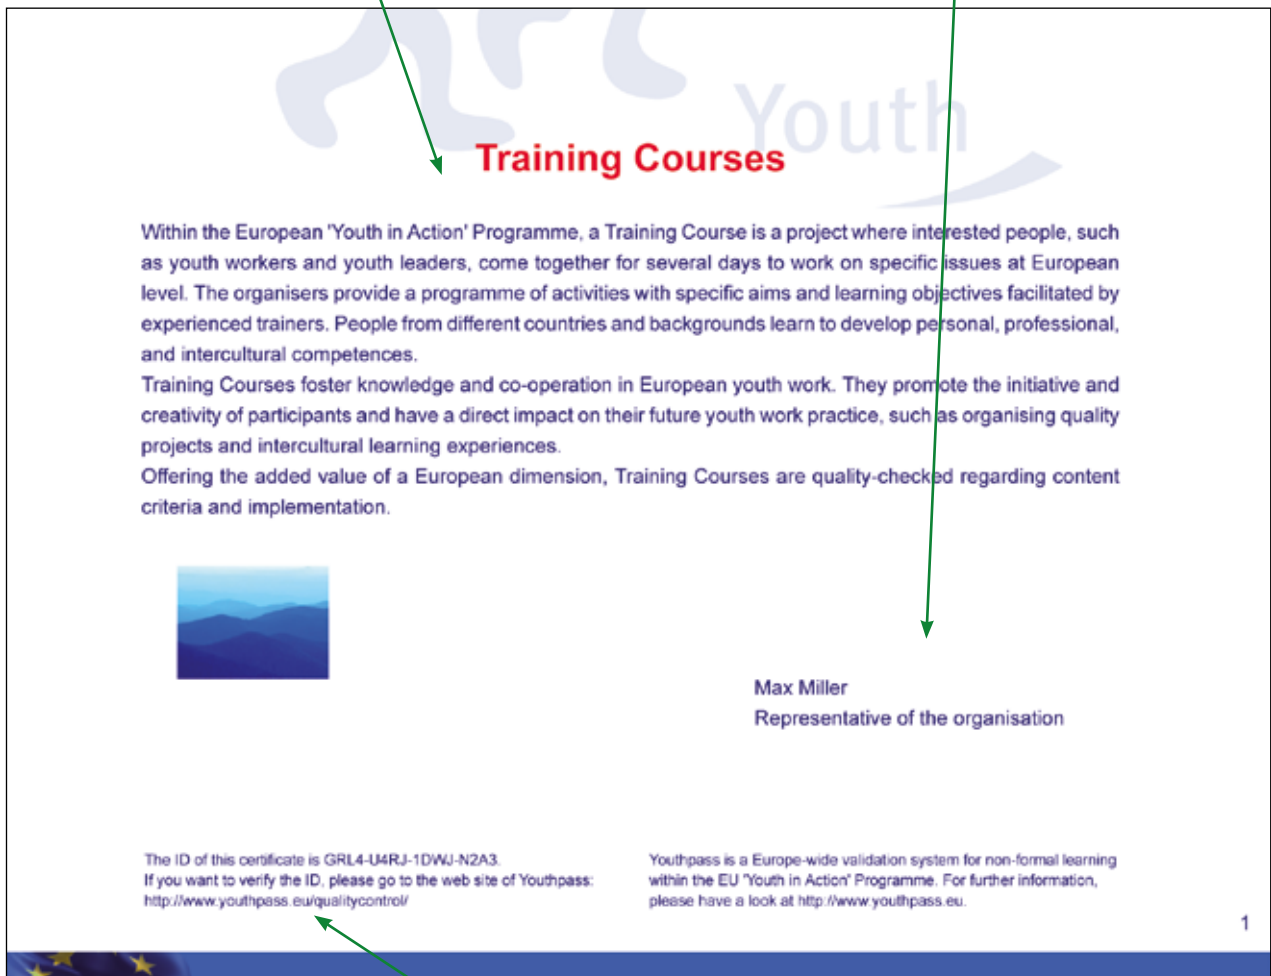 Youth
Training Courses
Within the European 'Youth in Action' Programme, a Training Course is a project where interested people, such
as youth workers and youth leaders, come together for several days to work on specific issues at European
level. The organisers provide a programme of activities with specific aims and learning objectives facilitated by
experienced trainers. People from different countries and backgrounds learn to develop personal, professional,
and intercultural competences.
Training Courses foster knowledge and co-operation in European youth work. They promote the initiative and
creativity of participants and have a direct impact on their future youth work practice, such as organising quality
projects and intercultural learning experiences.
Offering the added value of a European dimension, Training Courses are quality-checked regarding content
criteria and implementation.
Max Miller
Representative of the organisation
The ID of this certificate is GRL4-U4RJ-1DWJ-N2A3.
If you want to verify the ID, please go to the web site of Youthpass:
http://www.youthpass.eu/qualitycontrol/
Youthpass is a Europe-wide validation system for non-formal learning
within the EU 'Youth in Action' Programme. For further information,
please have a look at http://www.youthpass.eu.
1